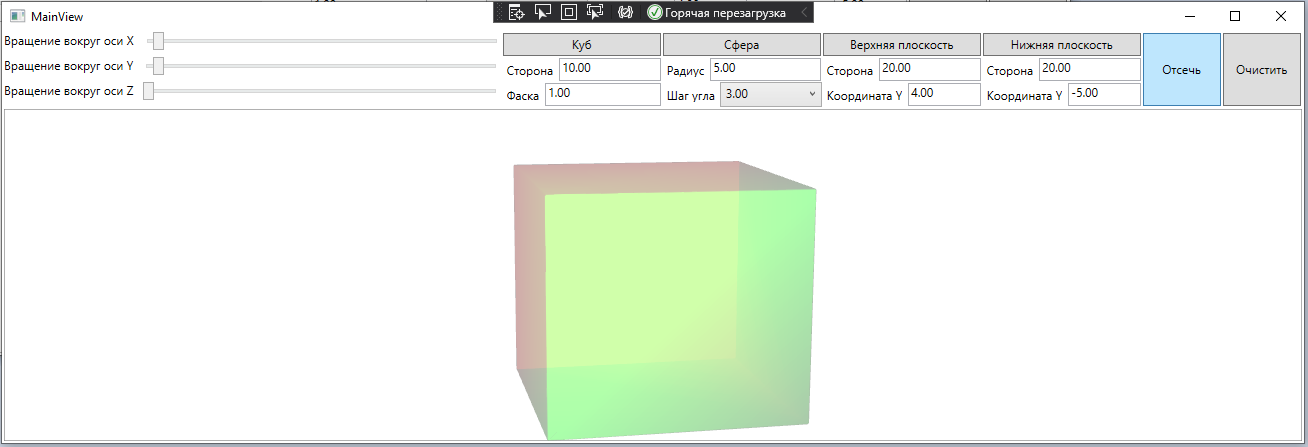 MainView
Горячая перезагрузка
Вращение вокруг оси X
Вращение вокруг оси Y
Вращение вокруг оси Z
Куб
Сторона 10.00
Фаска 1.00
Сфера
Радиус 5.00
Шаг угла 3.00
Верхняя плоскость
Сторона 20.00
Координата Y 4.00
Нижняя плоскость
Сторона 20.00
Координата Y -5.00
Отсечь
Очистить